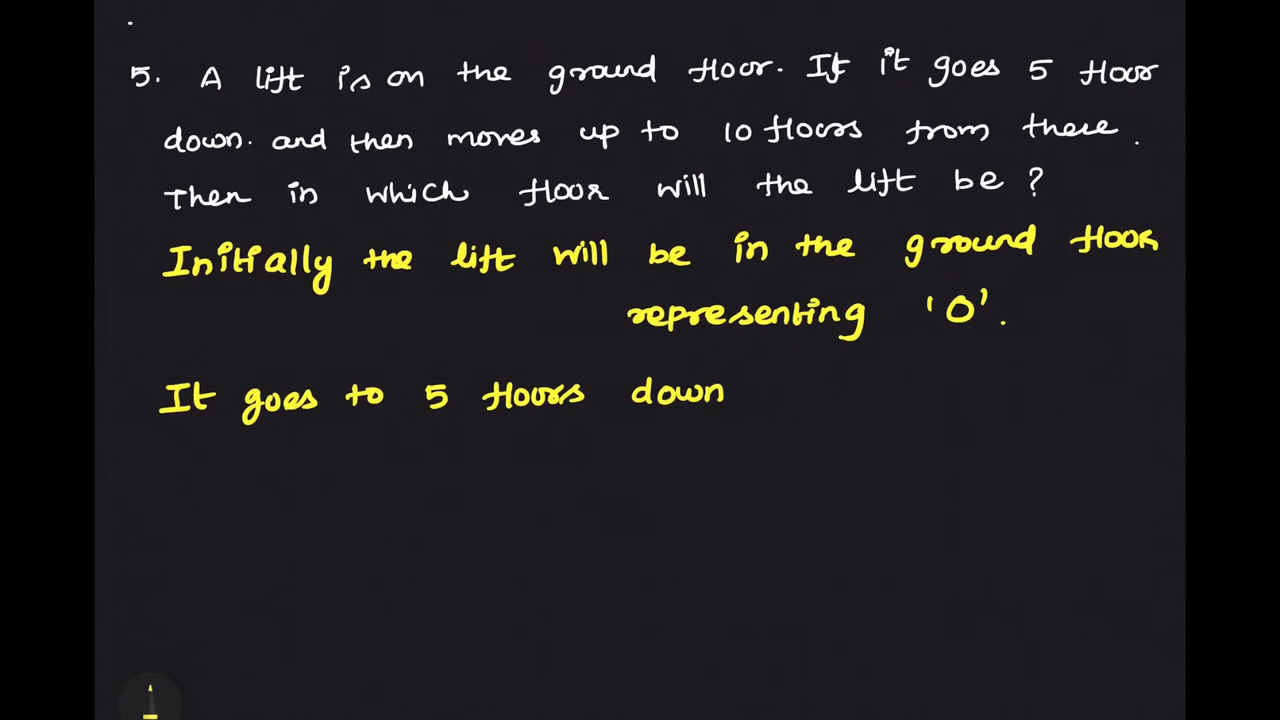 5. A lift is on the ground floor. If it goes 5 floor
down. and then moves up to 10 floors from there.
Then in which floor will the lift be?
Initially the lift will be in the ground floor
representing '0'.
It goes to 5 floors down